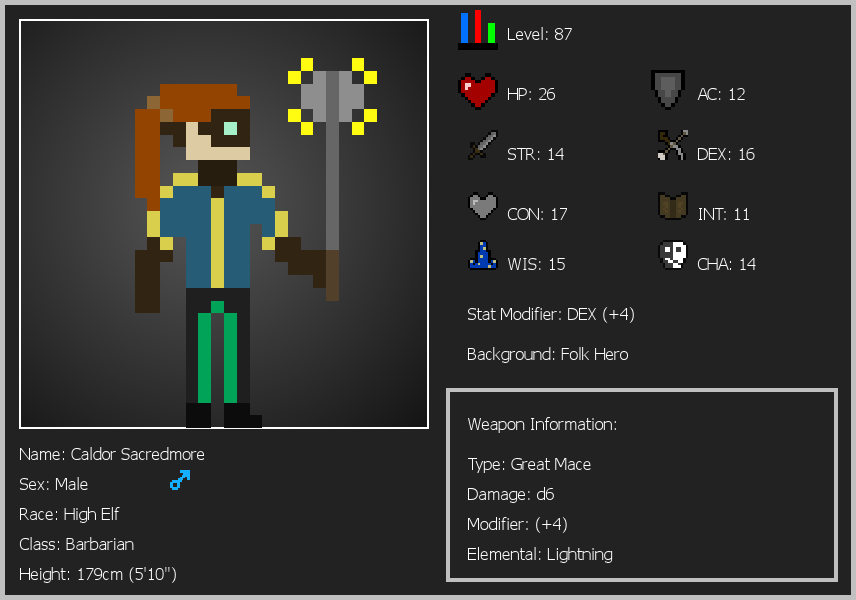 Level: 87
HP: 26
AC: 12
STR: 14
DEX: 16
CON: 17
INT: 11
WIS: 15
CHA: 14
Stat Modifier: DEX (+4)
Background: Folk Hero
Weapon Information:
Type: Great Mace
Damage: d6
Modifier: (+4)
Elemental: Lightning
Name: Caldor Sacredmore
Sex: Male
Race: High Elf
Class: Barbarian
Height: 179cm (5'10")